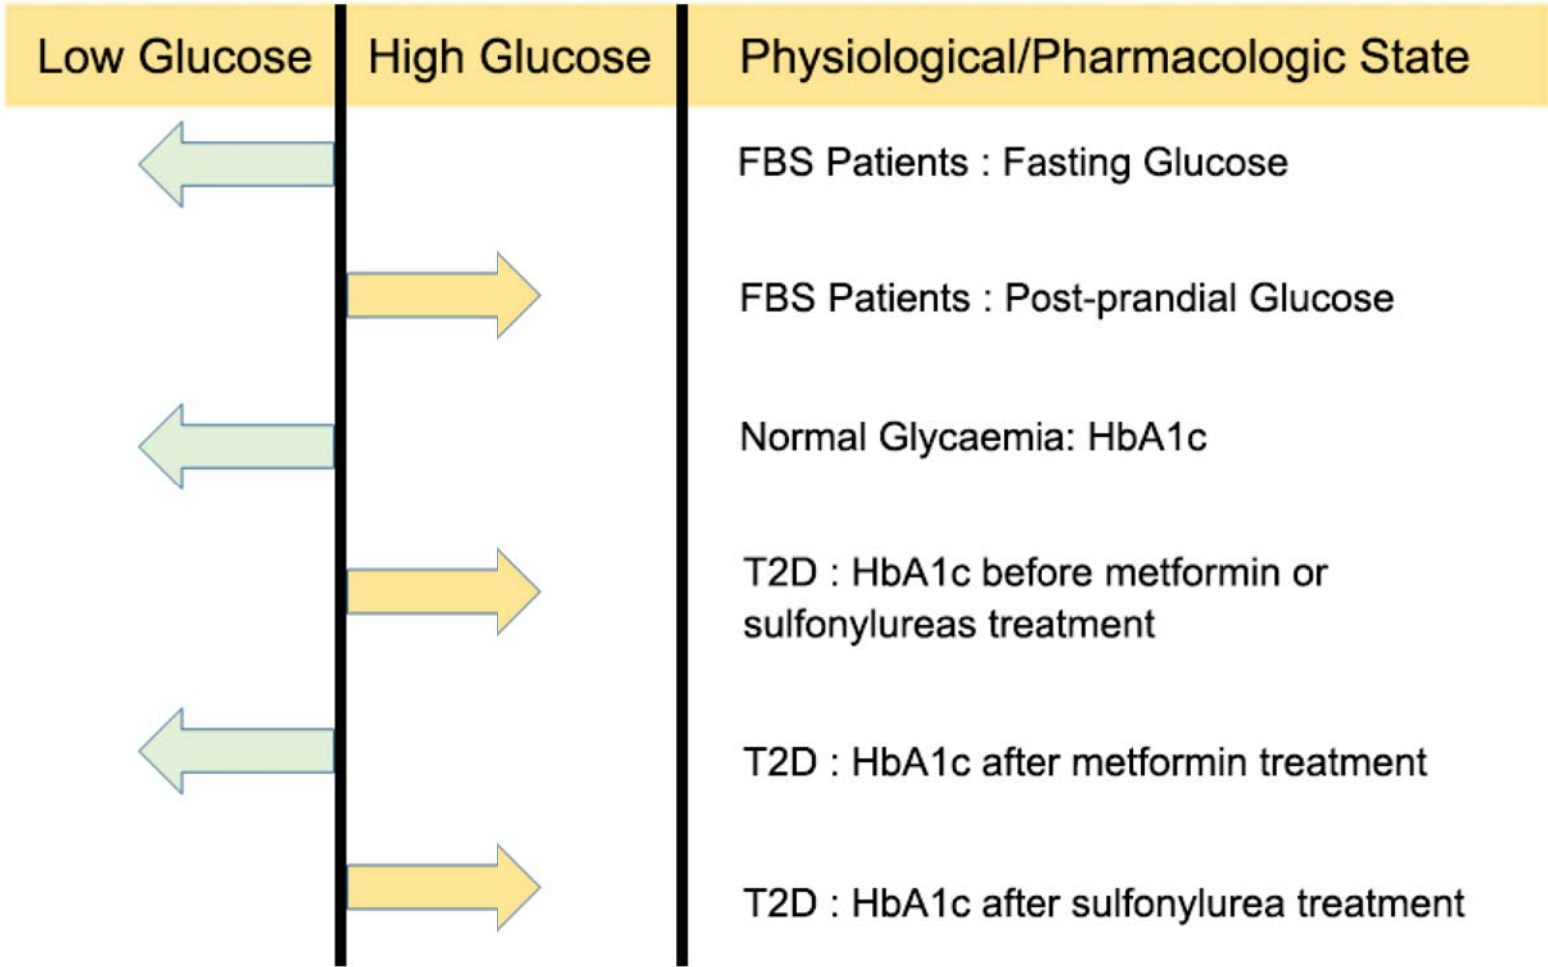 Low Glucose
High Glucose
Physiological/Pharmacologic State
FBS Patients : Fasting Glucose
FBS Patients : Post-prandial Glucose
Normal Glycaemia: HbA1c
T2D : HbA1c before metformin or
sulfonylureas treatment
T2D : HbA1c after metformin treatment
T2D : HbA1c after sulfonylurea treatment